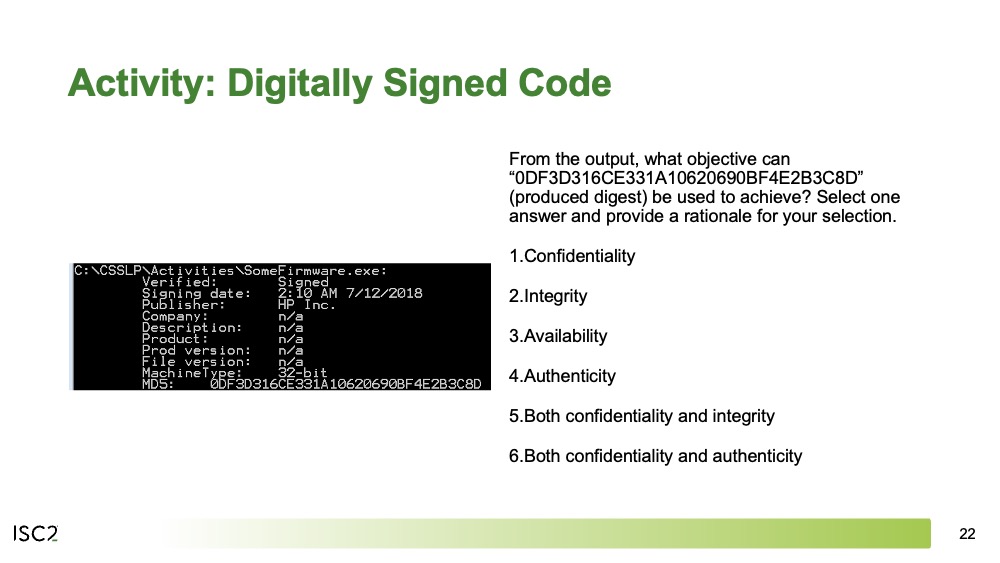 Activity: Digitally Signed Code
From the output, what objective can
“0DF3D316CE331A10620690BF4E2B3C8D”
(produced digest) be used to achieve? Select one
answer and provide a rationale for your selection.
1.Confidentiality
2.Integrity
3.Availability
4.Authenticity
5.Both confidentiality and integrity
6.Both confidentiality and authenticity
C:\CSSLP\Activities\SomeFirmware.exe:
Verified: Signed
Signing date: 2:10 AM 7/12/2018
Publisher: HP Inc.
Company: n/a
Description: n/a
Product: n/a
Prod version: n/a
File version: n/a
MachineType: 32-bit
MD5: 0DF3D316CE331A10620690BF4E2B3C8D
ISC2
22